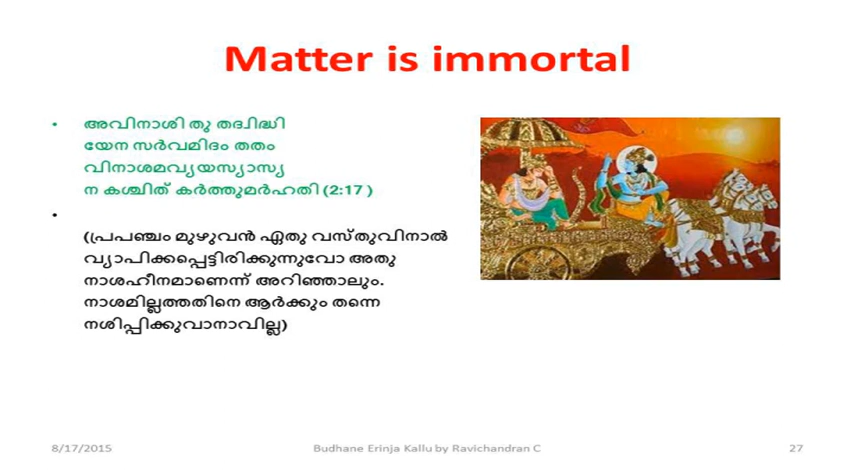 Matter is immortal
• അവിനാശി തു തദ്വിദ്ധി
യേന സർവമിദം തതം
വിനാശമവ്യയസ്യാസ്യ
ന കശ്ചിത് കർത്തുമർഹതി (2:17 )
•
(പ്രപഞ്ചം മുഴുവൻ ഏതു വസ്തുവിനാൽ
വ്യാപിക്കപ്പെട്ടിരിക്കുന്നുവോ അതു
നാശഹീനമാണെന്ന് അറിഞ്ഞാലും.
നാശമില്ലത്തതിനെ ആർക്കും തന്നെ
നശിപ്പിക്കുവാനാവില്ല)
8/17/2015 Budhane Erinja Kallu by Ravichandran C 27